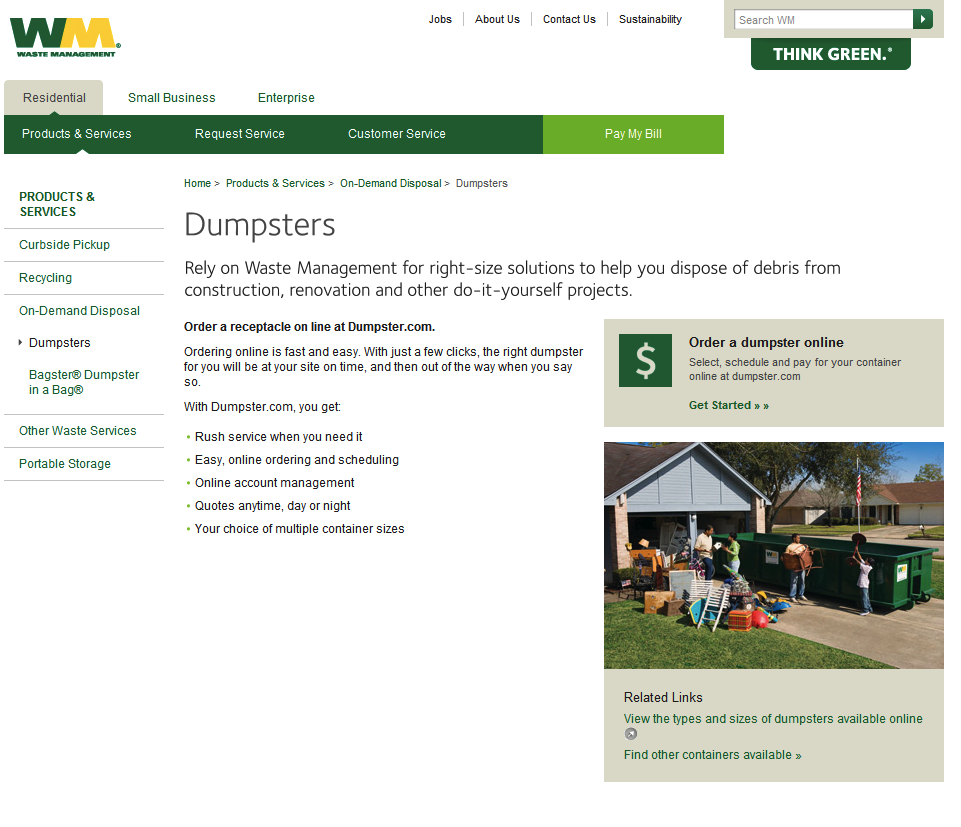 WM
WASTE MANAGEMENT
Jobs
About Us
Contact Us
Sustainability
Search WM
THINK GREEN.®
Residential
Small Business
Enterprise
Products & Services
Request Service
Customer Service
Pay My Bill
PRODUCTS &
SERVICES
Curbside Pickup
Recycling
On-Demand Disposal
Dumpsters
Bagster® Dumpster
in a Bag®
Other Waste Services
Portable Storage
Home > Products & Services > On-Demand Disposal > Dumpsters
Dumpsters
Rely on Waste Management for right-size solutions to help you dispose of debris from
construction, renovation and other do-it-yourself projects.
Order a receptacle on line at Dumpster.com.
Ordering online is fast and easy. With just a few clicks, the right dumpster
for you will be at your site on time, and then out of the way when you say
so.
With Dumpster.com, you get:
• Rush service when you need it
• Easy, online ordering and scheduling
• Online account management
• Quotes anytime, day or night
• Your choice of multiple container sizes
$
Order a dumpster online
Select, schedule and pay for your container
online at dumpster.com
Get Started » »
WM
WM
Related Links
View the types and sizes of dumpsters available online
Find other containers available »